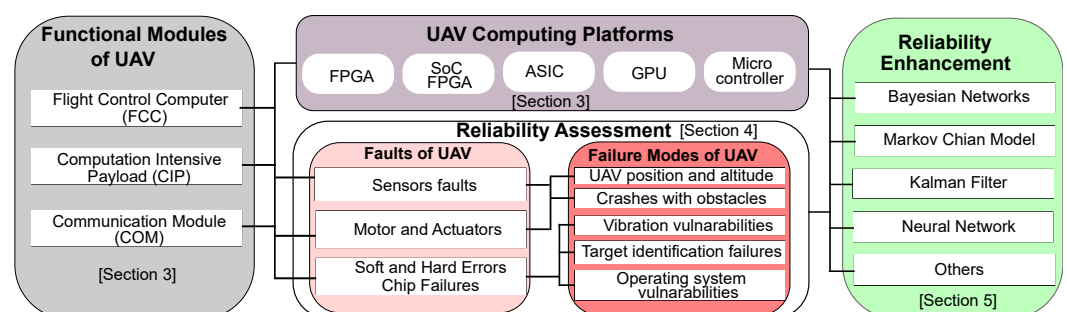 Functional Modules
of UAV
Flight Control Computer
(FCC)
Computation Intensive
Payload (CIP)
Communication Module
(COM)
[Section 3]
UAV Computing Platforms
FPGA
SoC
FPGA
ASIC
GPU
Micro
controller
[Section 3]
Reliability Assessment [Section 4]
Faults of UAV
Sensors faults
Motor and Actuators
Soft and Hard Errors
Chip Failures
Failure Modes of UAV
UAV position and altitude
Crashes with obstacles
Vibration vulnarabilities
Target identification failures
Operating system
vulnarabilities
Reliability
Enhancement
Bayesian Networks
Markov Chian Model
Kalman Filter
Neural Network
Others
[Section 5]